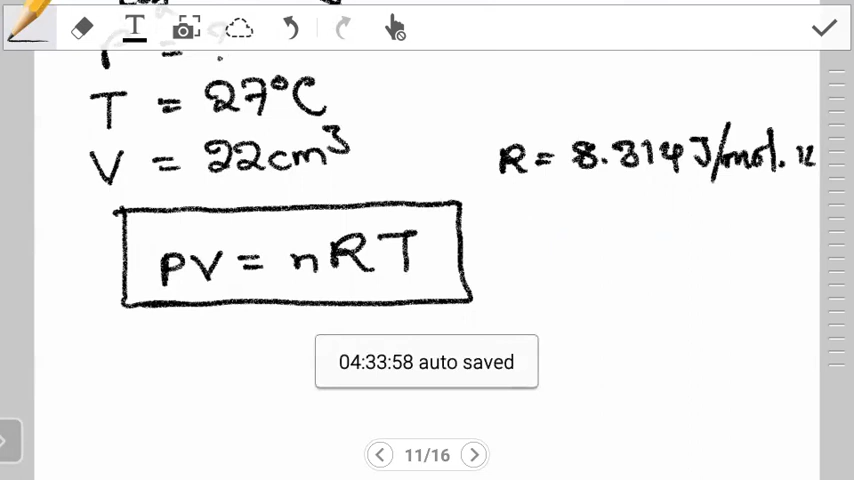 T
P = ?
T = 27°C
V = 22cm³
R = 8.314 J/mol.K
PV = nRT
04:33:58 auto saved
11/16